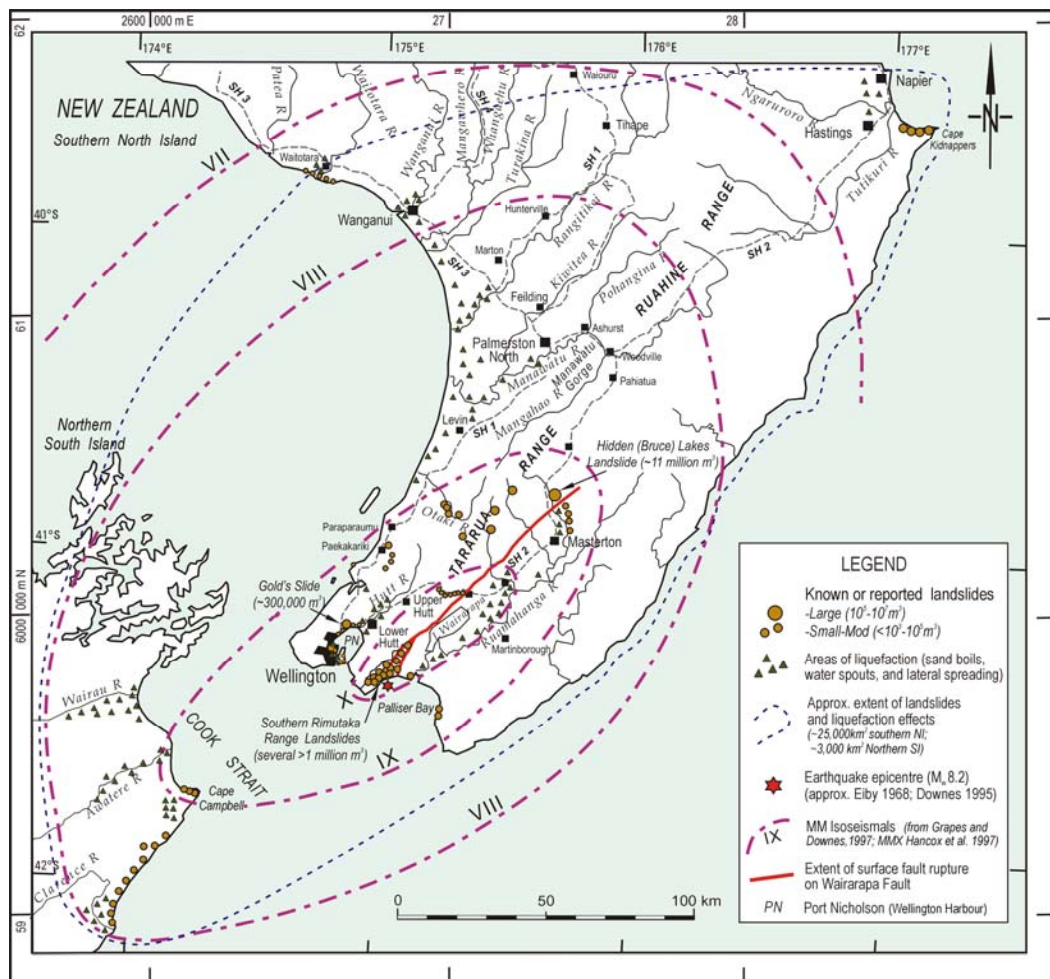 2600 000 m E
27
28
174°E
175°E
176°E
177°E
62
61
6000 000 m N
59
40°S
41°S
42°S
NEW ZEALAND
Southern North Island
N
SH 3
Patea R
Waitotara R
Wanganui R
Mangawhero R
SH 4
Whangaehu R
Turakina R
Waiouru
Tihape
SH 1
Napier
Ngaruroro R
Hastings
Cape
Kidnappers
Tutikuri R
VII
Waitotara
Wanganui
Hunterville
Rangitikei R
RUAHINE RANGE
SH 2
VIII
Marton
SH 3
Kiwitea R
Pohangina R
Feilding
Ashurst
Palmerston
North
Woodville
Manawatu R
Manawatu
Gorge
Pahiatua
Levin
SH 1
Mangahao R
Northern
South Island
TARARUA RANGE
Hidden (Bruce) Lakes
Landslide (~11 million m³)
Otaki R
Paraparaumu
Paekakariki
Masterton
SH 2
Gold's Slide
(~300,000 m³)
Hutt R
Upper
Hutt
Wairarapa
Ruamahanga R
PN
Lower
Hutt
Martinborough
Wellington
X
Palliser Bay
Southern Rimutaka
Range Landslides
(several >1 million m³)
IX
Wairau R
COOK STRAIT
Cape
Campbell
VIII
Awatere R
Clarence R
0 50 100 km
LEGEND
Known or reported landslides
-Large (10⁶-10⁷m³)
-Small-Mod (<10³-10⁵m³)
Areas of liquefaction (sand boils,
water spouts, and lateral spreading)
Approx. extent of landslides
and liquefaction effects
(~25,000km² southern NI;
~3,000 km² Northern SI)
Earthquake epicentre (Mw 8.2)
(approx. Eiby 1968; Downes 1995)
IX
MM Isoseismals (from Grapes and
Downes,1997; MMX Hancox et al. 1997)
Extent of surface fault rupture
on Wairarapa Fault
PN Port Nicholson (Wellington Harbour)